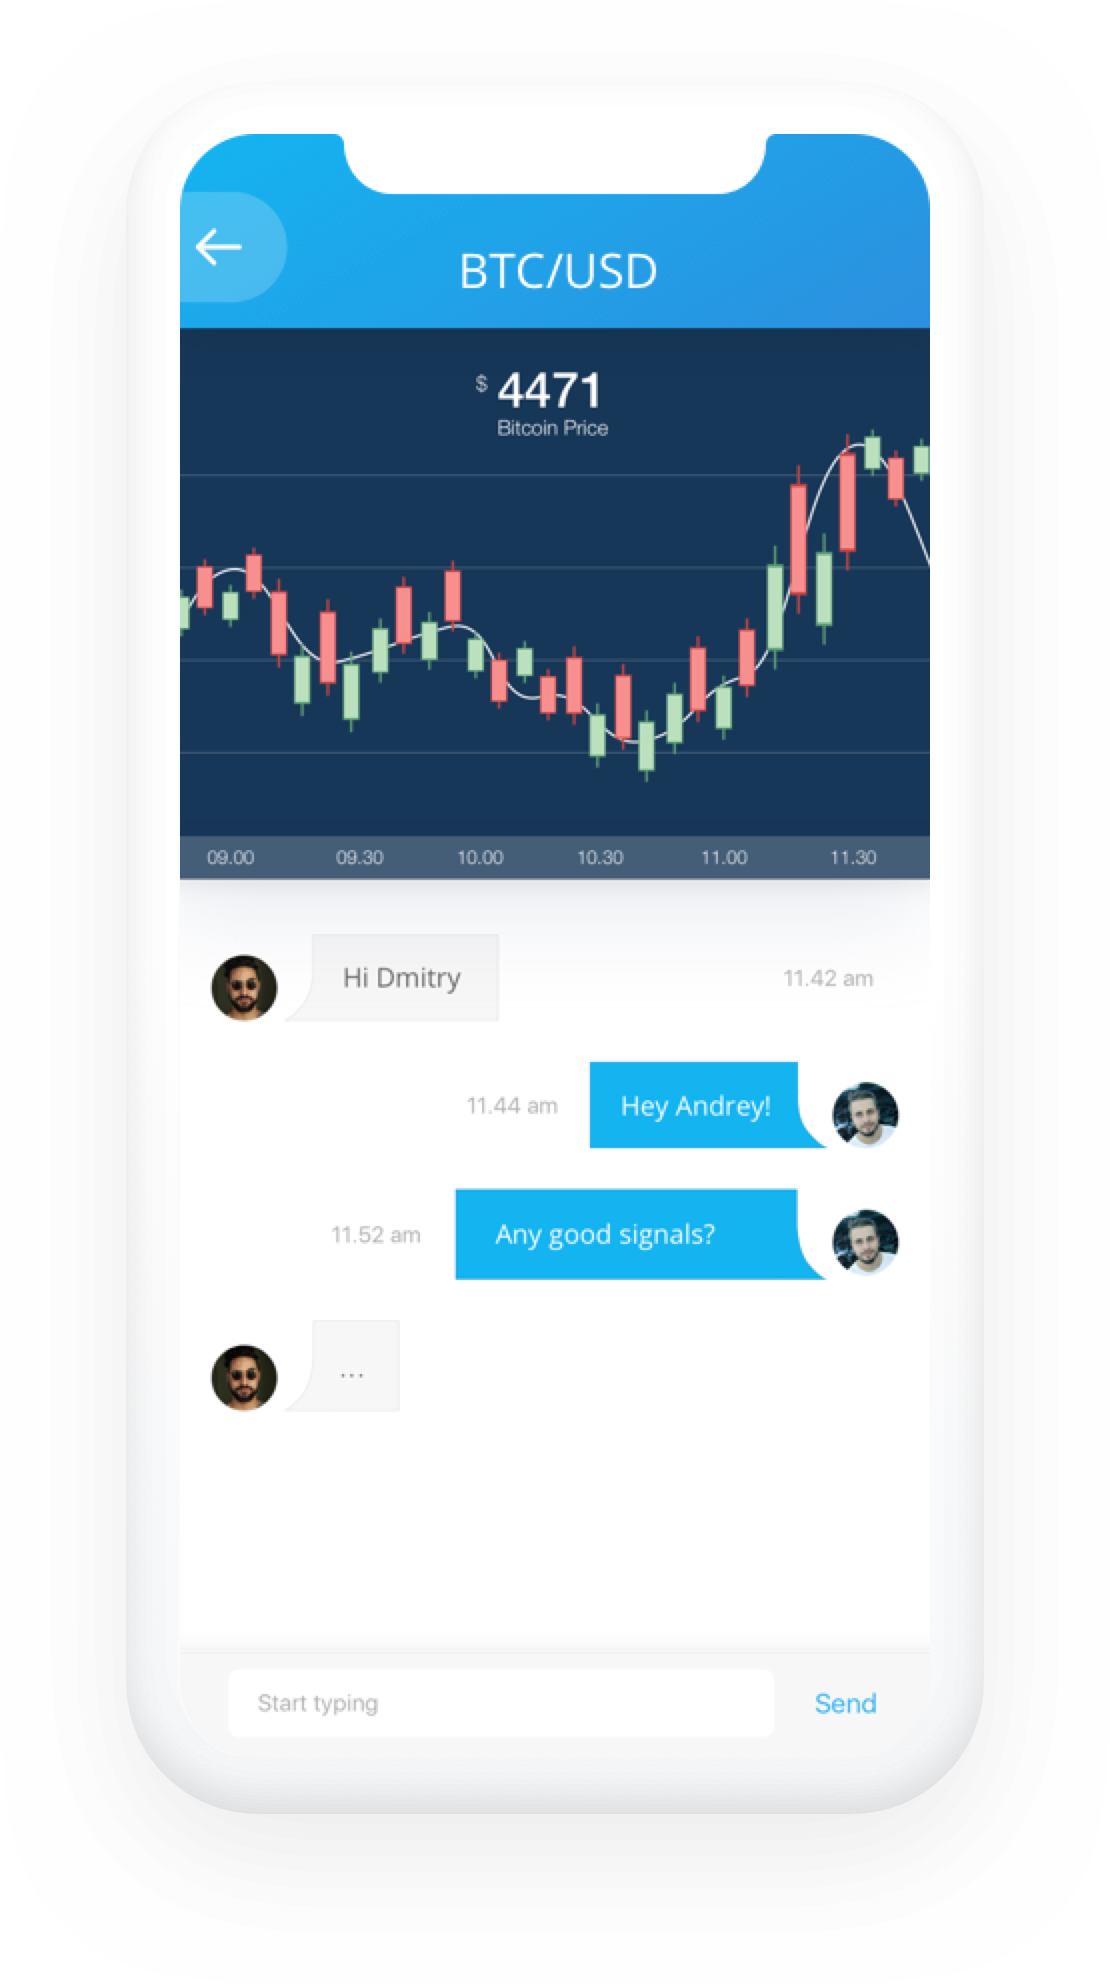 BTC/USD
$ 4471
Bitcoin Price
09.00 09.30 10.00 10.30 11.00 11.30
Hi Dmitry 11.42 am
11.44 am Hey Andrey!
11.52 am Any good signals?
...
Start typing Send